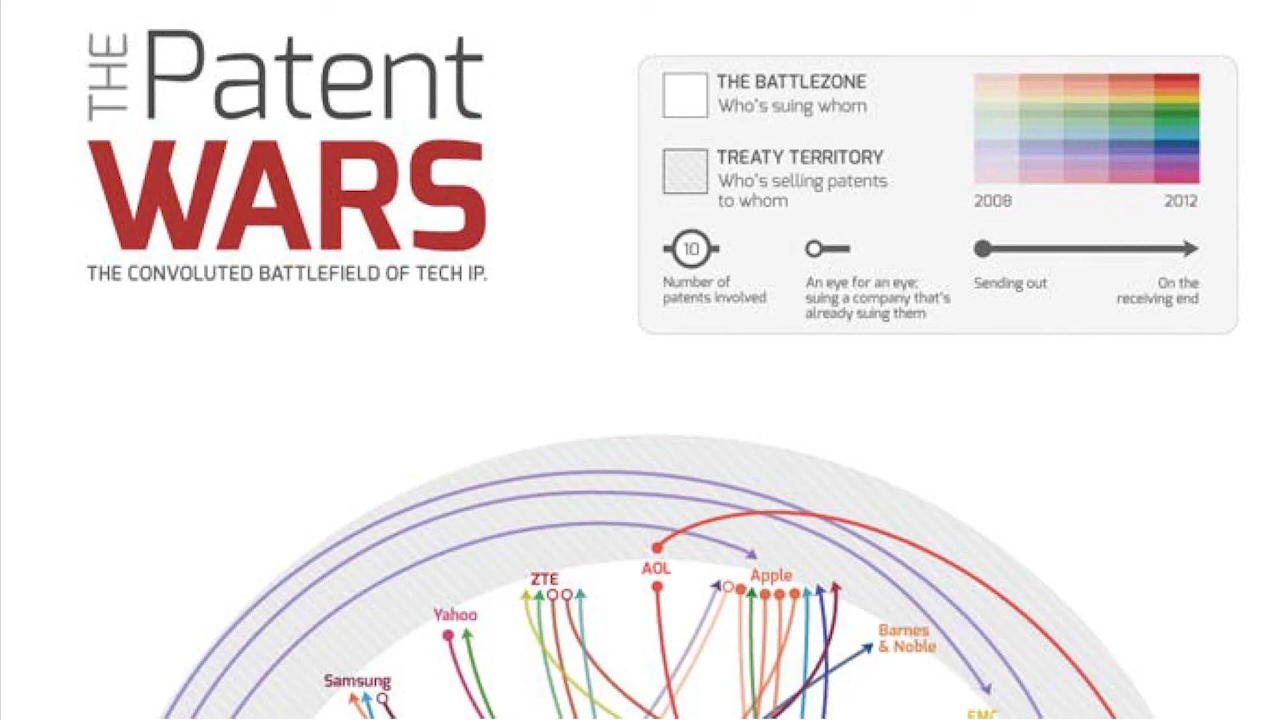 THE Patent
WARS
THE CONVOLUTED BATTLEFIELD OF TECH IP.
THE BATTLEZONE
Who's suing whom
TREATY TERRITORY
Who's selling patents
to whom
2008
2012
10
Number of
patents involved
An eye for an eye;
suing a company that's
already suing them
Sending out
On the
receiving end
AOL
ZTE
Apple
Yahoo
Barnes
& Noble
Samsung
EMC